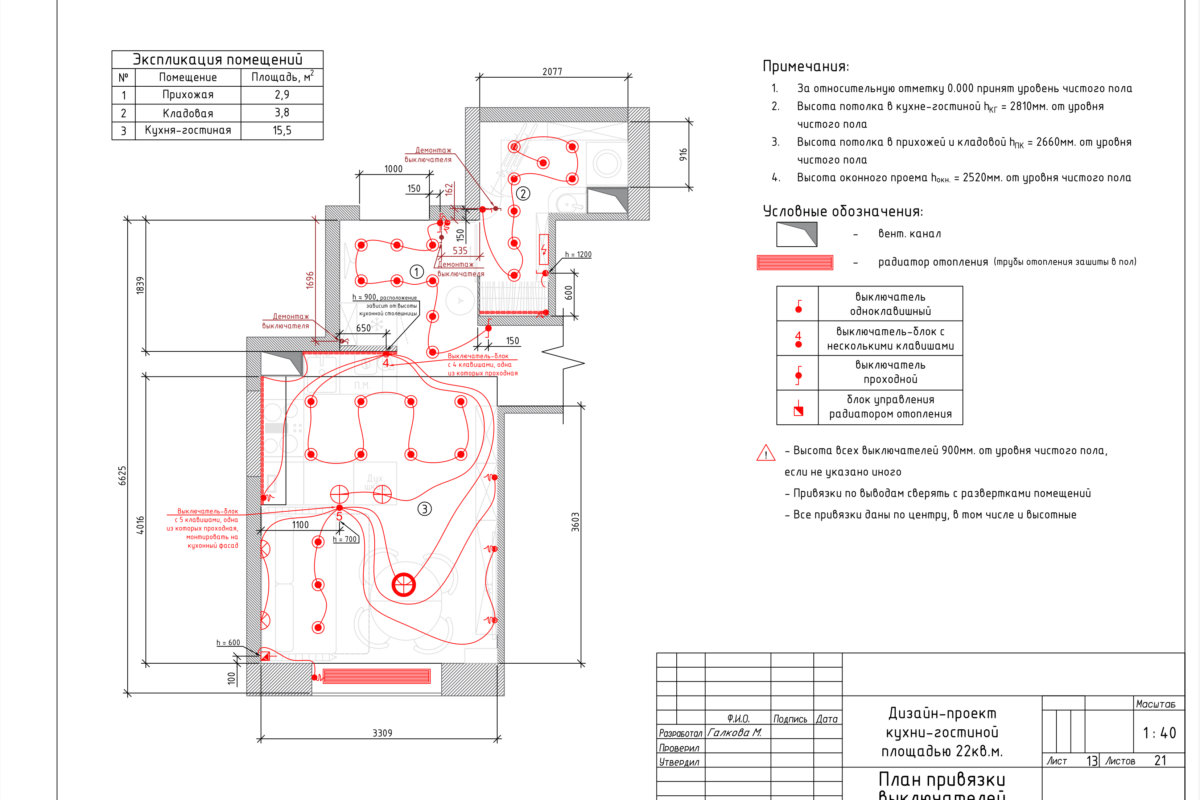 Экспликация помещений
№ Помещение Площадь, м²
1 Прихожая 2,9
2 Кладовая 3,8
3 Кухня-гостиная 15,5
2077
916
Демонтаж
выключателя
1000
150
162
2
150
535
1
Демонтаж
выключателя
h = 1200
600
1839
1696
h = 900, расположение
зависит от высоты
кухонной столешницы
Демонтаж
выключателя
650
150
4
4
Выключатель-блок
с 4 клавишами, одна
из которых проходная
П.М.
Дух.
3
6625
4016
3603
Выключатель-блок
с 5 клавишами, одна
из которых проходная,
монтировать на
кухонный фасад
1100
5
h = 700
h = 600
100
3309
Примечания:
1. За относительную отметку 0.000 принят уровень чистого пола
2. Высота потолка в кухне-гостиной hКГ = 2810мм. от уровня
чистого пола
3. Высота потолка в прихожей и кладовой hПК = 2660мм. от уровня
чистого пола
4. Высота оконного проема hокн. = 2520мм. от уровня чистого пола
Условные обозначения:
– вент. канал
– радиатор отопления (трубы отопления зашиты в пол)
выключатель
одноклавишный
4 выключатель-блок с
несколькими клавишами
выключатель
проходной
блок управления
радиатором отопления
! – Высота всех выключателей 900мм. от уровня чистого пола,
если не указано иного
– Привязки по выводам сверять с развертками помещений
– Все привязки даны по центру, в том числе и высотные
Ф.И.О. Подпись Дата
Разработал Галкова М.
Проверил
Утвердил
Дизайн-проект
кухни-гостиной
площадью 22кв.м.
Масштаб
1 : 40
Лист 13 Листов 21
План привязки
выключателей